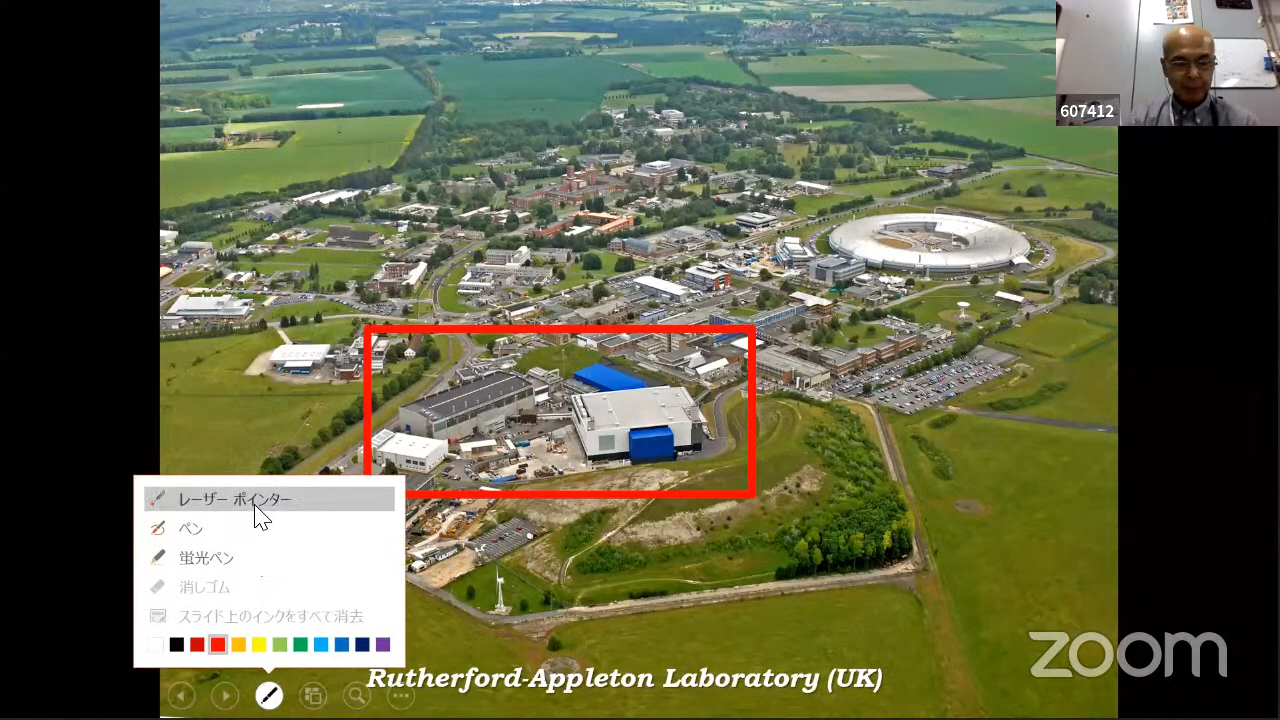 607412
レーザー ポインター
ペン
蛍光ペン
消しゴム
スライド上のインクをすべて消去
Rutherford-Appleton Laboratory (UK)
zoom